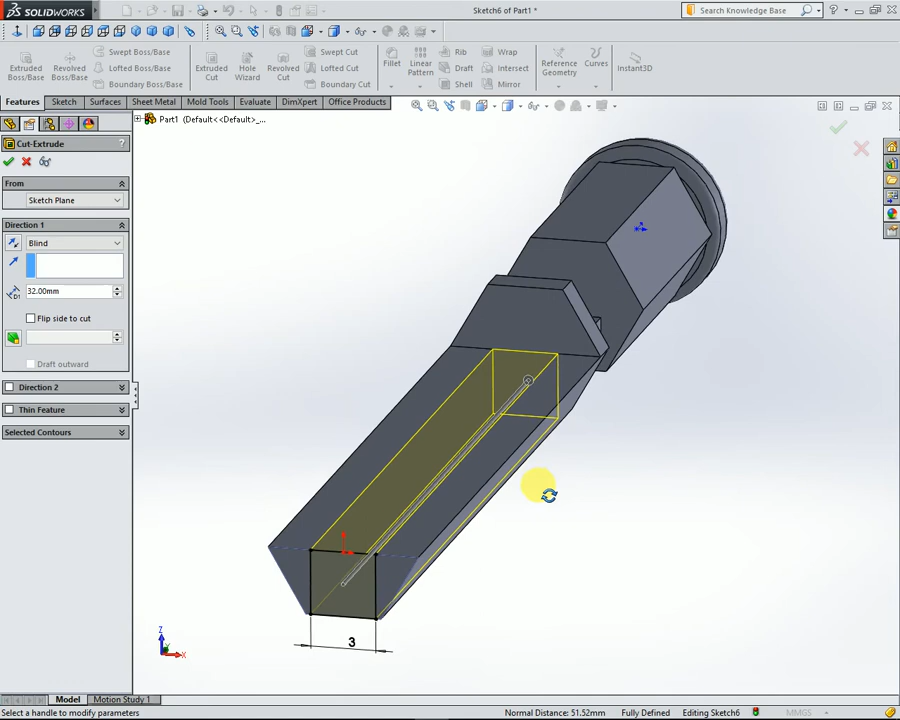 SOLIDWORKS
Sketch6 of Part1 *
Search Knowledge Base
Extruded Boss/Base
Revolved Boss/Base
Swept Boss/Base
Lofted Boss/Base
Boundary Boss/Base
Extruded Cut
Hole Wizard
Revolved Cut
Swept Cut
Lofted Cut
Boundary Cut
Fillet
Linear Pattern
Rib
Draft
Shell
Wrap
Intersect
Mirror
Reference Geometry
Curves
Instant3D
Features Sketch Surfaces Sheet Metal Mold Tools Evaluate DimXpert Office Products
Part1 (Default<<Default>_...
Cut-Extrude
?
From
Sketch Plane
Direction 1
Blind
D1
32.00mm
Flip side to cut
Draft outward
Direction 2
Thin Feature
Selected Contours
3
Z
X
Model Motion Study 1
Select a handle to modify parameters
Normal Distance: 51.52mm Fully Defined Editing Sketch6 MMGS